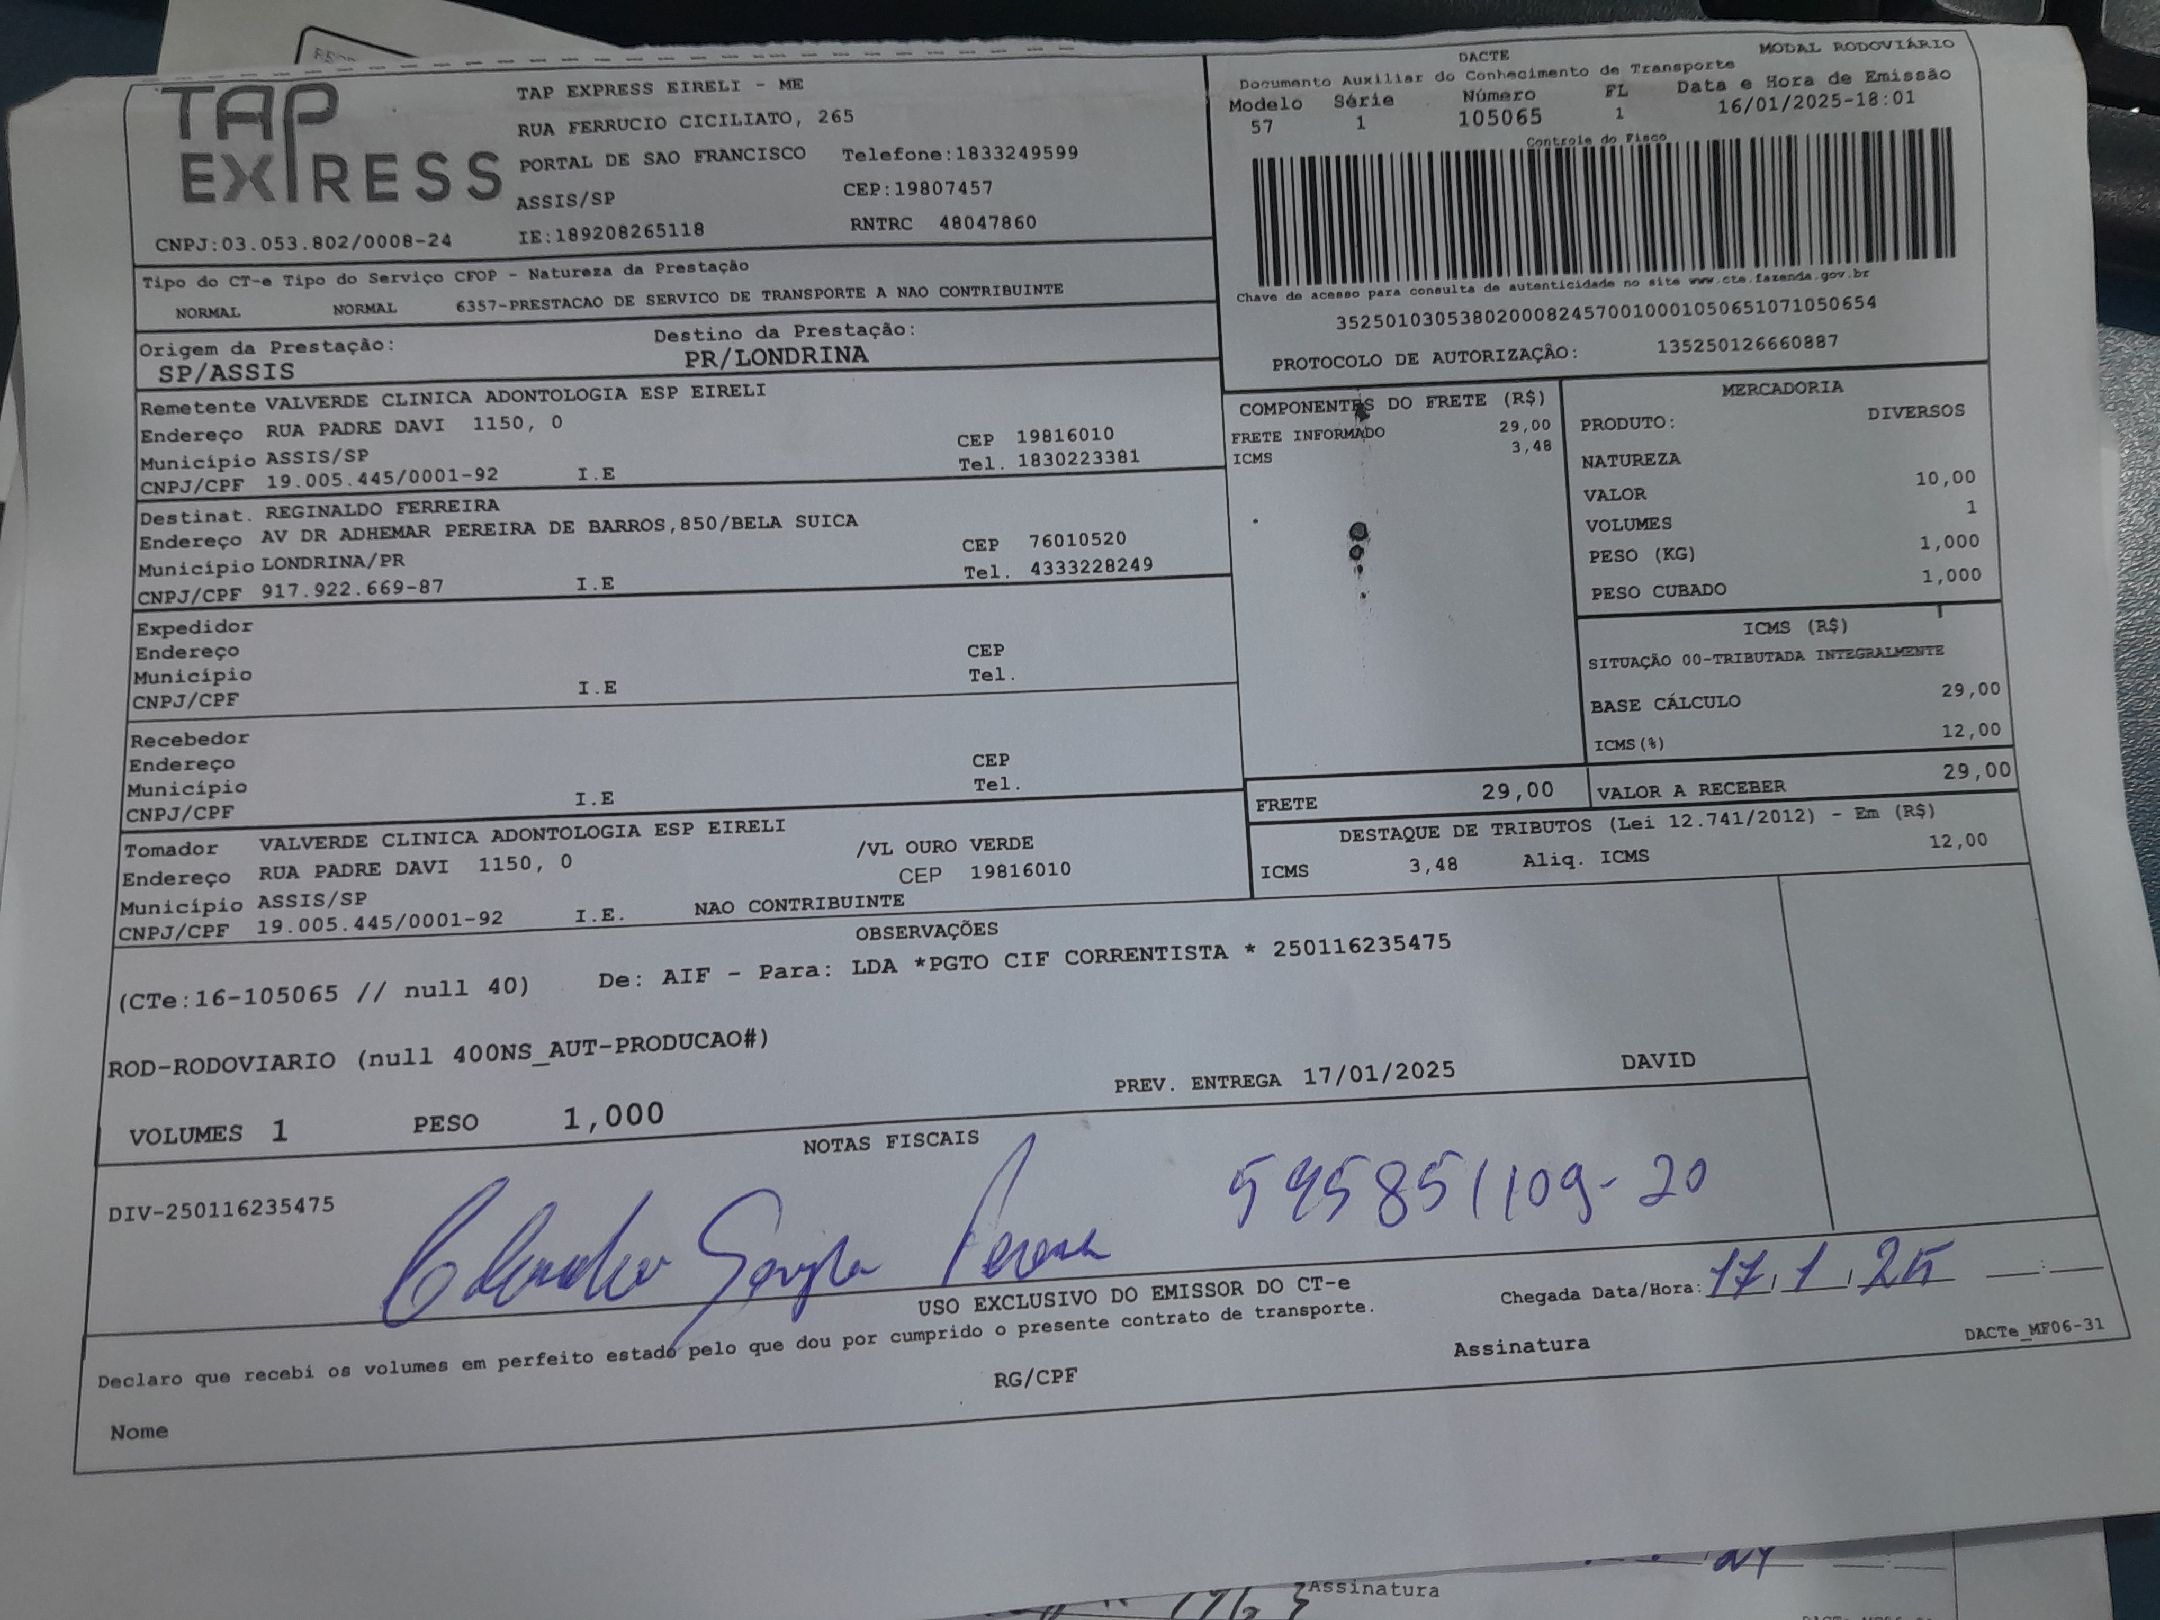 TAP
EXPRESS
CNPJ:03.053.802/0008-24
TAP EXPRESS EIRELI - ME
RUA FERRUCIO CICILIATO, 265
PORTAL DE SAO FRANCISCO Telefone:1833249599
ASSIS/SP CEP:19807457
IE:189208265118 RNTRC 48047860
DACTE MODAL RODOVIÁRIO
Documento Auxiliar do Conhecimento de Transporte
Modelo Série Número FL Data e Hora de Emissão
57 1 105065 1 16/01/2025-18:01
Controle do Fisco
Chave de acesso para consulta de autenticidade no site www.cte.fazenda.gov.br
35250103053802000824570010001050651071050654
PROTOCOLO DE AUTORIZAÇÃO: 135250126660887
Tipo do CT-e Tipo do Serviço CFOP - Natureza da Prestação
NORMAL NORMAL 6357-PRESTACAO DE SERVICO DE TRANSPORTE A NAO CONTRIBUINTE
Origem da Prestação: Destino da Prestação:
SP/ASSIS PR/LONDRINA
Remetente VALVERDE CLINICA ADONTOLOGIA ESP EIRELI
Endereço RUA PADRE DAVI 1150, 0
Município ASSIS/SP CEP 19816010
CNPJ/CPF 19.005.445/0001-92 I.E Tel. 1830223381
Destinat. REGINALDO FERREIRA
Endereço AV DR ADHEMAR PEREIRA DE BARROS,850/BELA SUICA
Município LONDRINA/PR CEP 76010520
CNPJ/CPF 917.922.669-87 I.E Tel. 4333228249
Expedidor
Endereço CEP
Município Tel.
CNPJ/CPF I.E
Recebedor
Endereço CEP
Município Tel.
CNPJ/CPF I.E
Tomador VALVERDE CLINICA ADONTOLOGIA ESP EIRELI
Endereço RUA PADRE DAVI 1150, 0 /VL OURO VERDE
Município ASSIS/SP CEP 19816010
CNPJ/CPF 19.005.445/0001-92 I.E. NAO CONTRIBUINTE
COMPONENTES DO FRETE (R$)
FRETE INFORMADO 29,00
ICMS 3,48
MERCADORIA
PRODUTO: DIVERSOS
NATUREZA
VALOR 10,00
VOLUMES 1
PESO (KG) 1,000
PESO CUBADO 1,000
ICMS (R$)
SITUAÇÃO 00-TRIBUTADA INTEGRALMENTE
BASE CÁLCULO 29,00
ICMS(%) 12,00
FRETE 29,00 VALOR A RECEBER 29,00
DESTAQUE DE TRIBUTOS (Lei 12.741/2012) - Em (R$)
ICMS 3,48 Aliq. ICMS 12,00
OBSERVAÇÕES
(CTe:16-105065 // null 40) De: AIF - Para: LDA *PGTO CIF CORRENTISTA * 250116235475
ROD-RODOVIARIO (null 400NS_AUT-PRODUCAO#)
PREV. ENTREGA 17/01/2025 DAVID
VOLUMES 1 PESO 1,000
NOTAS FISCAIS
DIV-250116235475
595851109-20
USO EXCLUSIVO DO EMISSOR DO CT-e
Chegada Data/Hora: 17/1/25 __:__
Declaro que recebi os volumes em perfeito estado pelo que dou por cumprido o presente contrato de transporte.
DACTe_MF06-31
Nome RG/CPF Assinatura
Assinatura